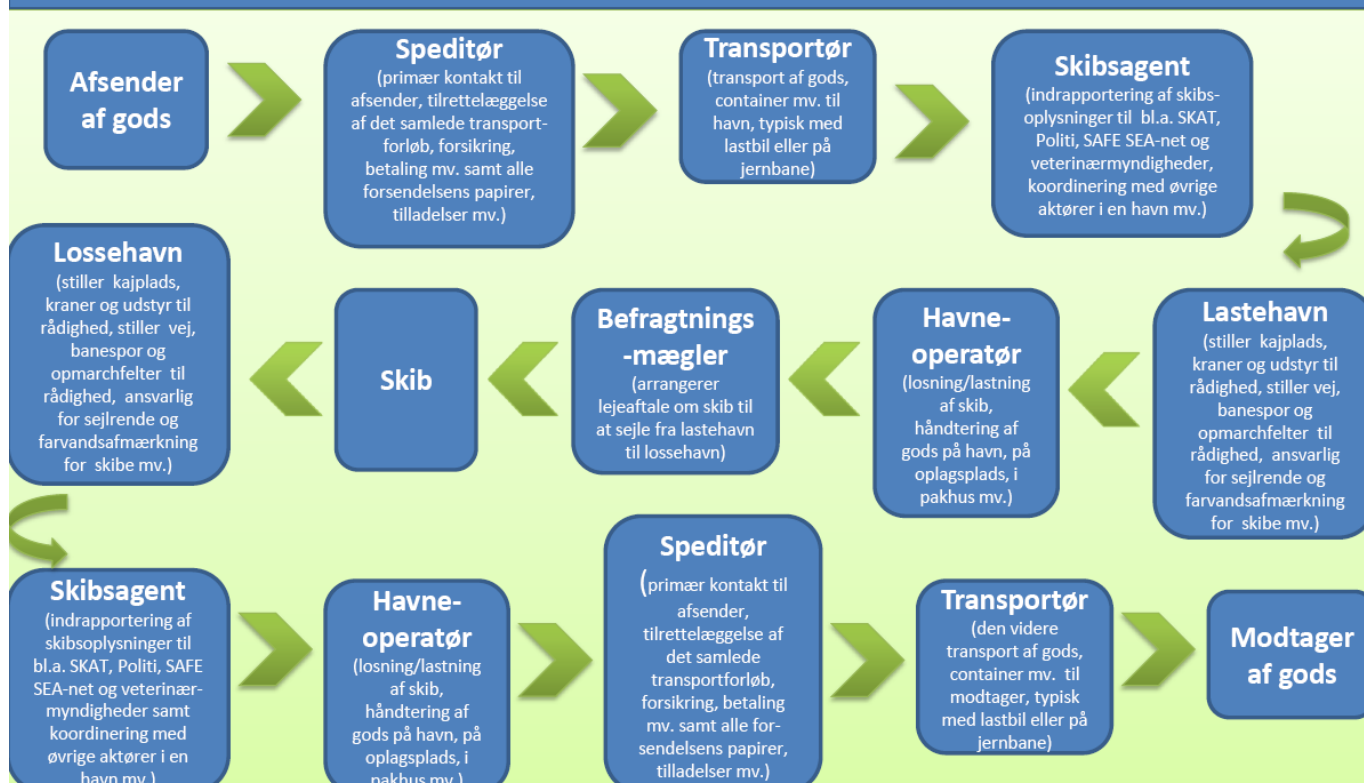 Afsender
af gods
Speditør
(primær kontakt til
afsender, tilrettelæggelse
af det samlede transport-
forløb, forsikring,
betaling mv. samt alle
forsendelsens papirer,
tilladelser mv.)
Transportør
(transport af gods,
container mv. til
havn, typisk med
lastbil eller på
jernbane)
Skibsagent
(indrapportering af skibs-
oplysninger til bl.a. SKAT,
Politi, SAFE SEA-net og
veterinærmyndigheder,
koordinering med øvrige
aktører i en havn mv.)
Lastehavn
(stiller kajplads,
kraner og udstyr til
rådighed, stiller vej,
banespor og
opmarchfelter til
rådighed, ansvarlig
for sejlrende og
farvandsafmærkning
for skibe mv.)
Havne-
operatør
(losning/lastning
af skib,
håndtering af
gods på havn, på
oplagsplads, i
pakhus mv.)
Befragtnings
-mægler
(arrangerer
lejeaftale om skib til
at sejle fra lastehavn
til lossehavn)
Skib
Lossehavn
(stiller kajplads,
kraner og udstyr til
rådighed, stiller vej,
banespor og
opmarchfelter til
rådighed, ansvarlig
for sejlrende og
farvandsafmærkning
for skibe mv.)
Skibsagent
(indrapportering af
skibsoplysninger til
bl.a. SKAT, Politi, SAFE
SEA-net og veterinær-
myndigheder samt
koordinering med
øvrige aktører i en
havn mv.)
Havne-
operatør
(losning/lastning
af skib,
håndtering af
gods på havn, på
oplagsplads, i
pakhus mv.)
Speditør
(primær kontakt til
afsender,
tilrettelæggelse af
det samlede
transportforløb,
forsikring, betaling
mv. samt alle for-
sendelsens papirer,
tilladelser mv.)
Transportør
(den videre
transport af gods,
container mv. til
modtager, typisk
med lastbil eller på
jernbane)
Modtager
af gods